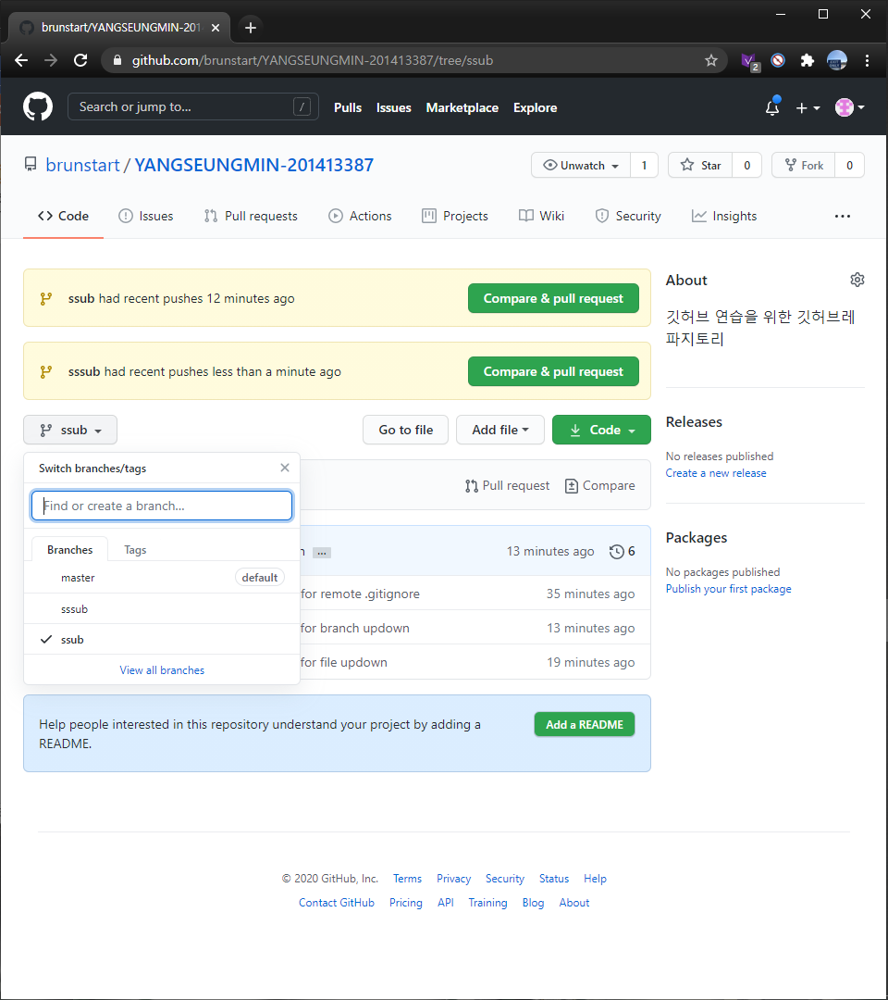 brunstart/YANGSEUNGMIN-201
github.com/brunstart/YANGSEUNGMIN-201413387/tree/ssub
2
Search or jump to...
/
Pulls
Issues
Marketplace
Explore
brunstart / YANGSEUNGMIN-201413387
Unwatch
1
Star
0
Fork
0
Code
Issues
Pull requests
Actions
Projects
Wiki
Security
Insights
...
ssub had recent pushes 12 minutes ago
Compare & pull request
sssub had recent pushes less than a minute ago
Compare & pull request
ssub
Go to file
Add file
Code
Switch branches/tags
Find or create a branch...
Branches
Tags
master
default
sssub
ssub
View all branches
Pull request
Compare
n ...
13 minutes ago
6
for remote .gitignore
35 minutes ago
for branch updown
13 minutes ago
for file updown
19 minutes ago
Help people interested in this repository understand your project by adding a
README.
Add a README
About
깃허브 연습을 위한 깃허브레
파지토리
Releases
No releases published
Create a new release
Packages
No packages published
Publish your first package
© 2020 GitHub, Inc.
Terms
Privacy
Security
Status
Help
Contact GitHub
Pricing
API
Training
Blog
About